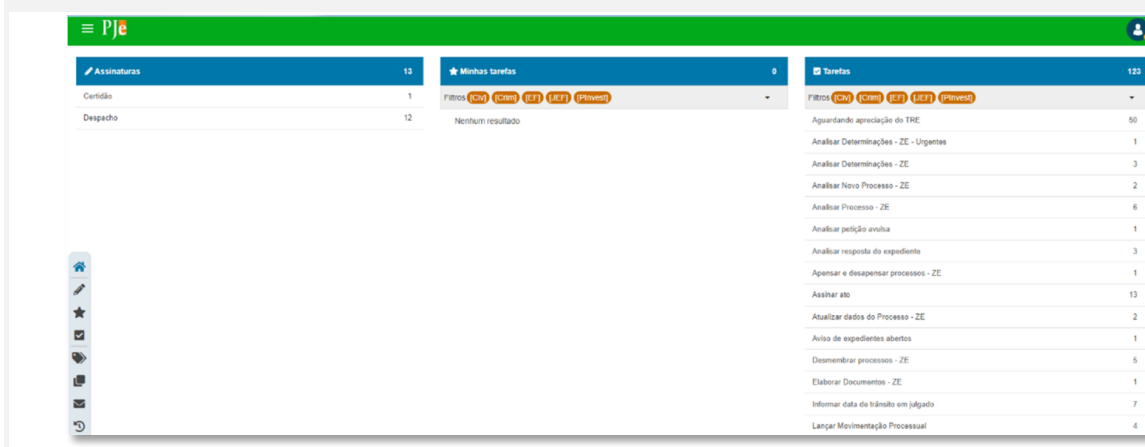 PJe
Assinaturas 13
Certidão 1
Despacho 12
Minhas tarefas 0
Filtros [Civ] [Crim] [EF] [JEF] [PInvest]
Nenhum resultado
Tarefas 123
Filtros [Civ] [Crim] [EF] [JEF] [PInvest]
Aguardando apreciação do TRE 50
Analisar Determinações - ZE - Urgentes 1
Analisar Determinações - ZE 3
Analisar Novo Processo - ZE 2
Analisar Processo - ZE 6
Analisar petição avulsa 1
Analisar resposta do expediente 3
Apensar e desapensar processos - ZE 1
Assinar ato 13
Atualizar dados do Processo - ZE 2
Aviso de expedientes abertos 1
Desmembrar processos - ZE 5
Elaborar Documentos - ZE 1
Informar data do trânsito em julgado 7
Lançar Movimentação Processual 4